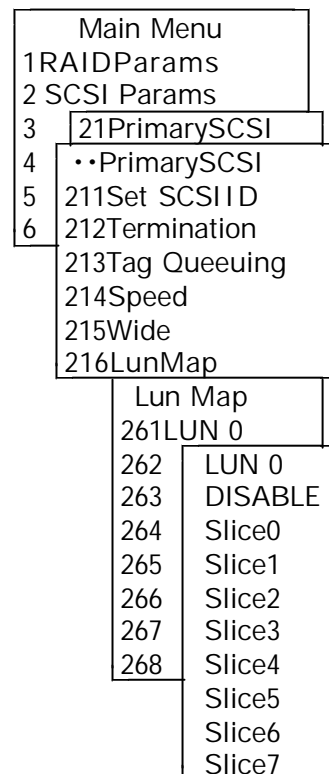 Main Menu
1RAIDParams
2 SCSI Params
3 21PrimarySCSI
4 ··PrimarySCSI
5 211Set SCSIID
6 212Termination
213Tag Queeuing
214Speed
215Wide
216LunMap
Lun Map
261LUN 0
262 LUN 0
263 DISABLE
264 Slice0
265 Slice1
266 Slice2
267 Slice3
268 Slice4
Slice5
Slice6
Slice7